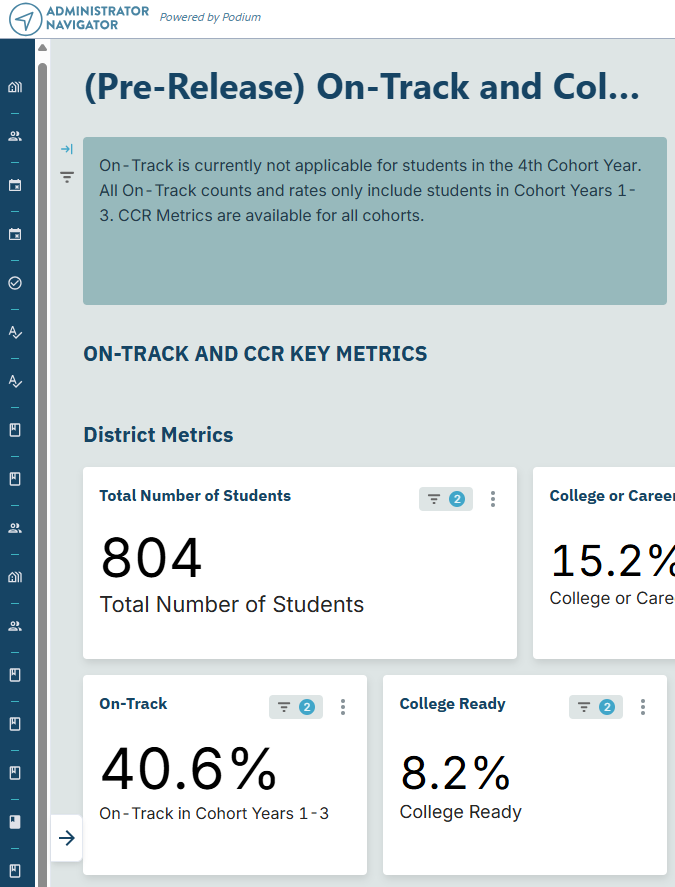 ADMINISTRATOR
NAVIGATOR
Powered by Podium
(Pre-Release) On-Track and Col...
On-Track is currently not applicable for students in the 4th Cohort Year.
All On-Track counts and rates only include students in Cohort Years 1-
3. CCR Metrics are available for all cohorts.
ON-TRACK AND CCR KEY METRICS
District Metrics
Total Number of Students
2
804
Total Number of Students
College or Career
15.2%
College or Care
On-Track
2
40.6%
On-Track in Cohort Years 1-3
College Ready
2
8.2%
College Ready